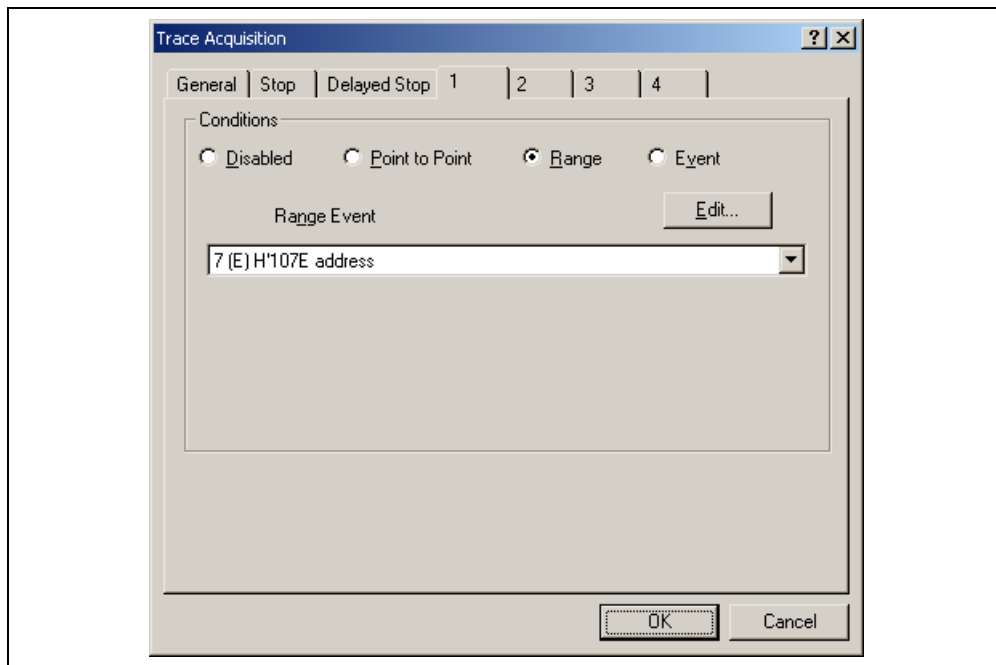 Trace Acquisition
General Stop Delayed Stop 1 2 3 4
Conditions
Disabled Point to Point Range Event
Range Event Edit...
7 (E) H'107E address
OK Cancel